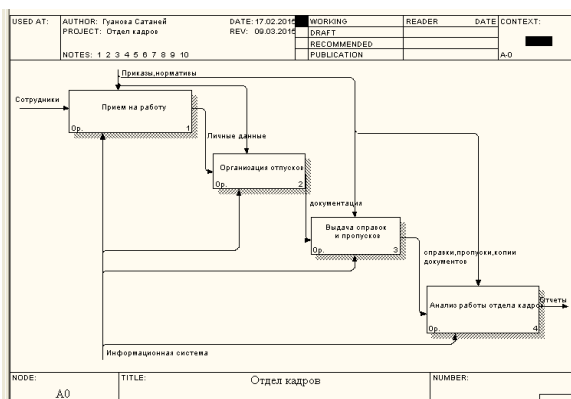 USED AT:
AUTHOR: Гуанова Сатаней
DATE: 17.02.2015
WORKING
READER
DATE
CONTEXT:
PROJECT: Отдел кадров
REV: 09.03.2015
DRAFT
RECOMMENDED
NOTES: 1 2 3 4 5 6 7 8 9 10
PUBLICATION
A-0
Приказы,нормативы
Сотрудники
Прием на работу
0р.
1
Личные данные
Организация отпусков
0р.
2
документация
Выдача справок
и пропусков
0р.
3
справки,пропуски,копии
документов
Отчеты
Анализ работы отдела кадров
0р.
4
Информационная система
NODE:
TITLE:
NUMBER:
Отдел кадров
A0